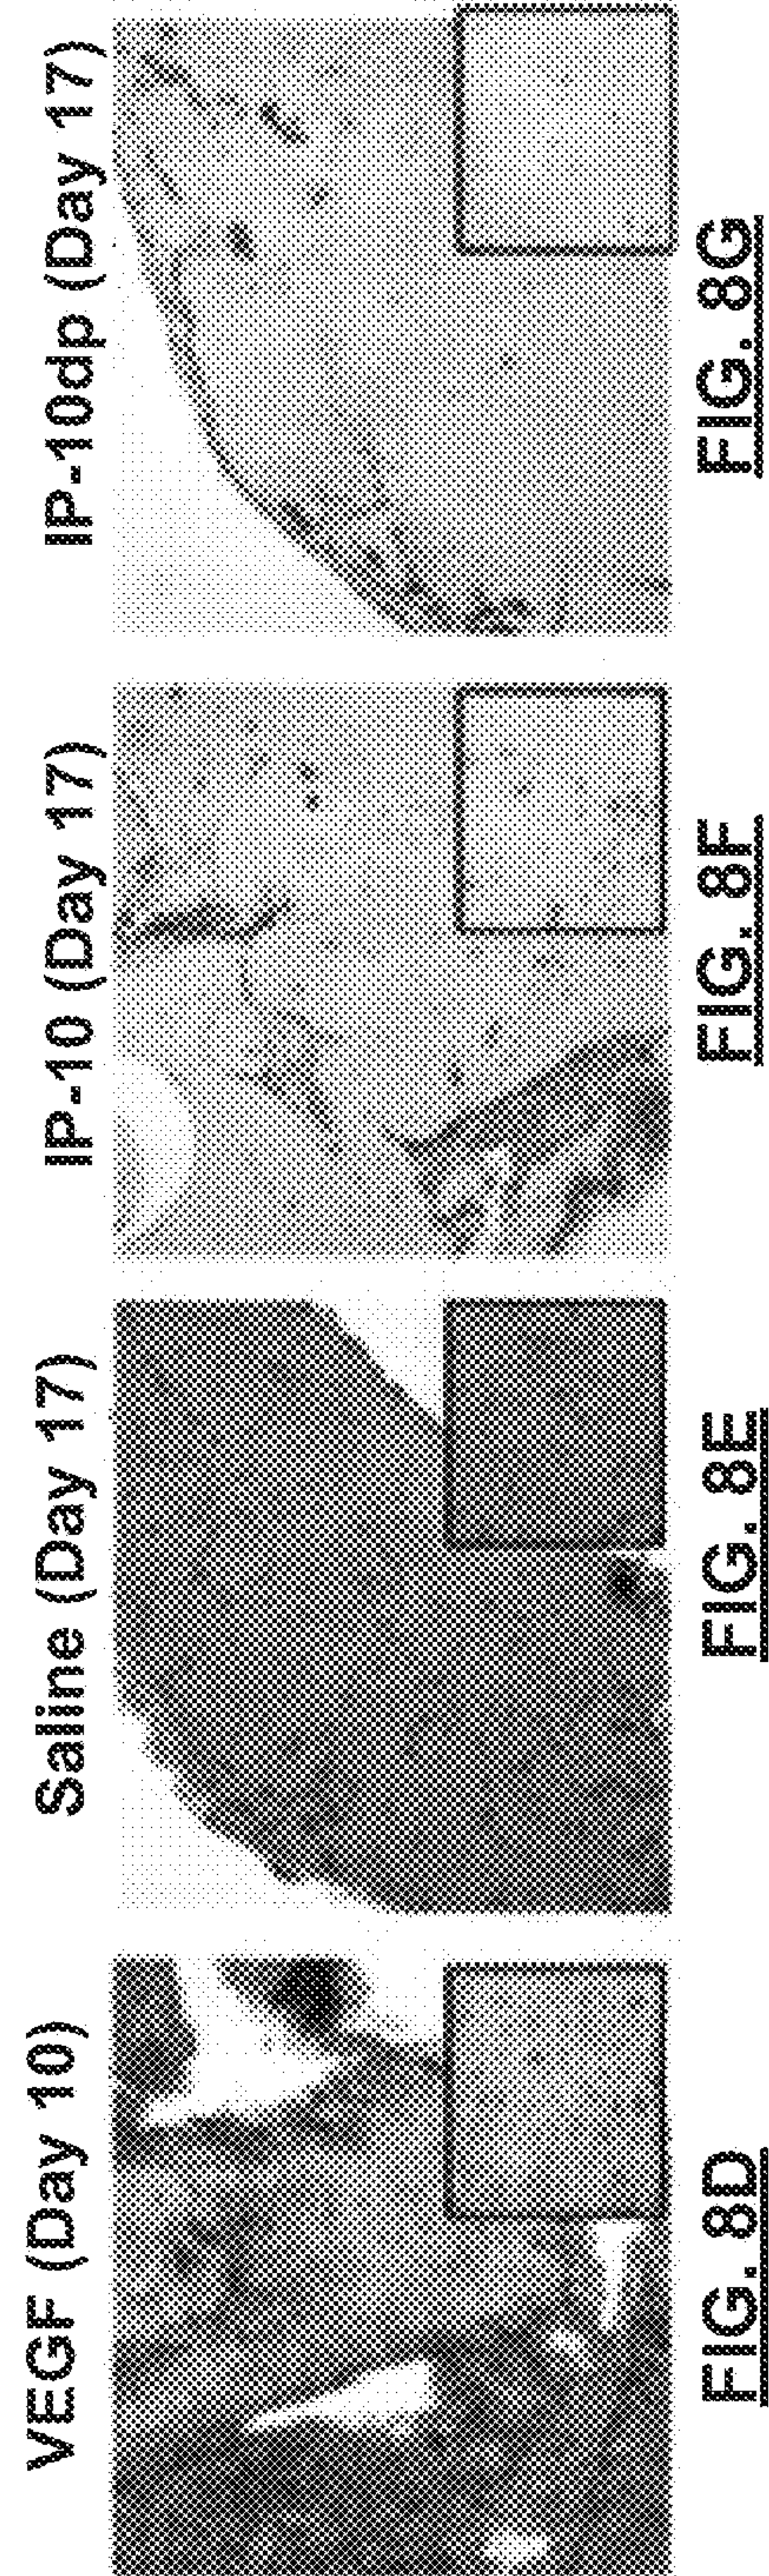 VEGF (Day 10)
Saline (Day 17)
IP-10 (Day 17)
IP-10dp (Day 17)
FIG. 8D
FIG. 8E
FIG. 8F
FIG. 8G